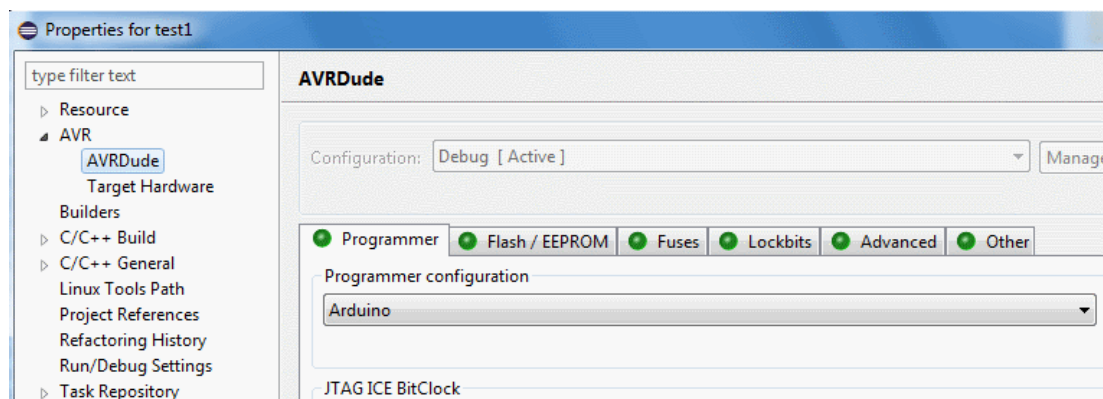 Properties for test1
type filter text
Resource
AVR
AVRDude
Target Hardware
Builders
C/C++ Build
C/C++ General
Linux Tools Path
Project References
Refactoring History
Run/Debug Settings
Task Repository
AVRDude
Configuration: Debug [ Active ] Manage
Programmer Flash / EEPROM Fuses Lockbits Advanced Other
Programmer configuration
Arduino
JTAG ICE BitClock